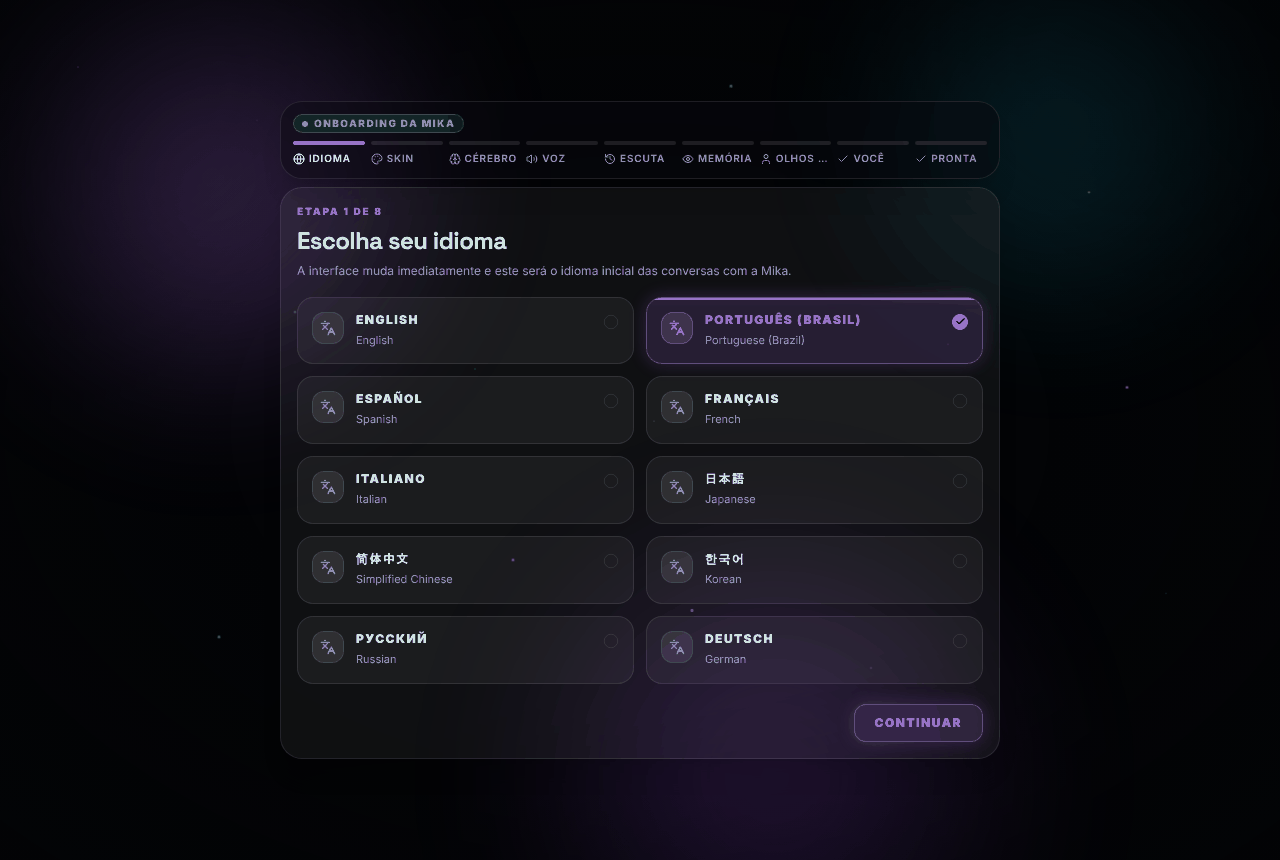 ONBOARDING DA MIKA
IDIOMA SKIN CÉREBRO VOZ ESCUTA MEMÓRIA OLHOS ... VOCÊ PRONTA
ETAPA 1 DE 8
Escolha seu idioma
A interface muda imediatamente e este será o idioma inicial das conversas com a Mika.
ENGLISH
English
PORTUGUÊS (BRASIL)
Portuguese (Brazil)
ESPAÑOL
Spanish
FRANÇAIS
French
ITALIANO
Italian
日本語
Japanese
简体中文
Simplified Chinese
한국어
Korean
РУССКИЙ
Russian
DEUTSCH
German
CONTINUAR